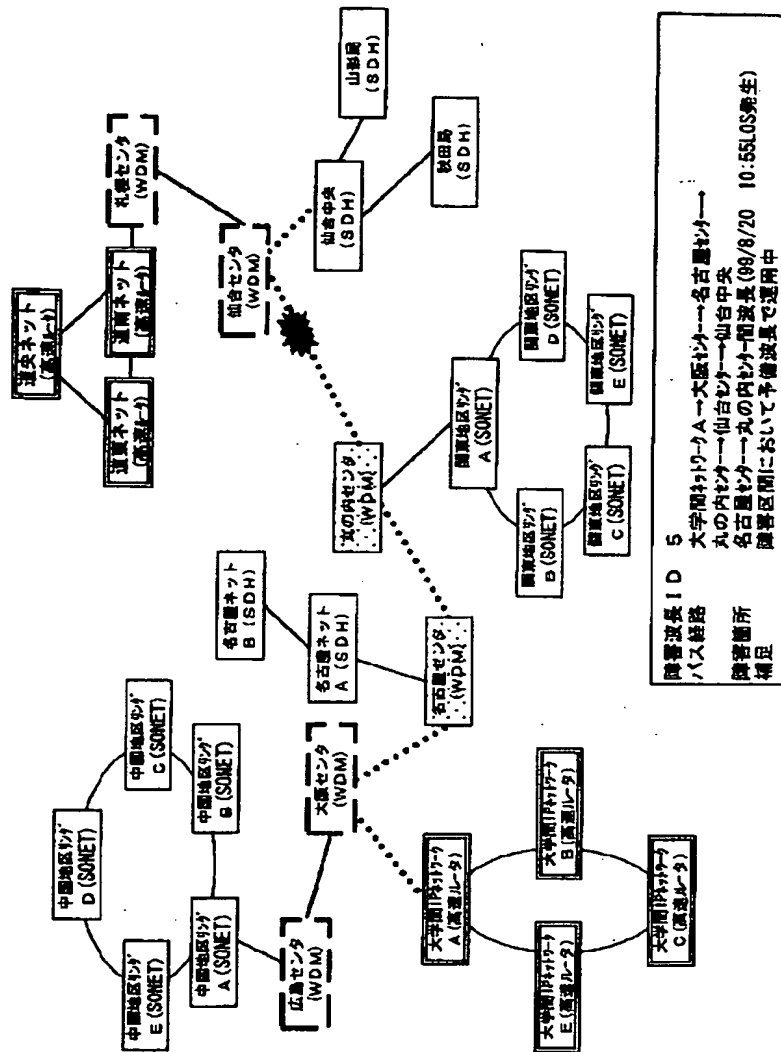 中国地区リング
D (SONET)
中国地区リング
E (SONET)
中国地区リング
C (SONET)
中国地区リング
A (SONET)
中国地区リング
B (SONET)
広島センタ
(WDM)
大阪センタ
(WDM)
名古屋ネット
B (SDH)
名古屋ネット
A (SDH)
名古屋センタ
(WDM)
丸の内センタ
(WDM)
道央ネット
(高速ルータ)
道東ネット
(高速ルータ)
道南ネット
(高速ルータ)
札幌センタ
(WDM)
仙台センタ
(WDM)
仙台中央
(SDH)
山形局
(SDH)
秋田局
(SDH)
大学間IPネットワーク
A (高速ルータ)
大学間IPネットワーク
E (高速ルータ)
大学間IPネットワーク
B (高速ルータ)
大学間IPネットワーク
C (高速ルータ)
関東地区リング
A (SONET)
関東地区リング
B (SONET)
関東地区リング
D (SONET)
関東地区リング
C (SONET)
関東地区リング
E (SONET)
障害波長ID 5
パス経路 大学間ネットワークA→大阪センター→名古屋センター→
丸の内センター→仙台センター→仙台中央
障害箇所 名古屋センター→丸の内センター間波長(99/8/20 10:55LOS発生)
補足 障害区間において予備波長で運用中